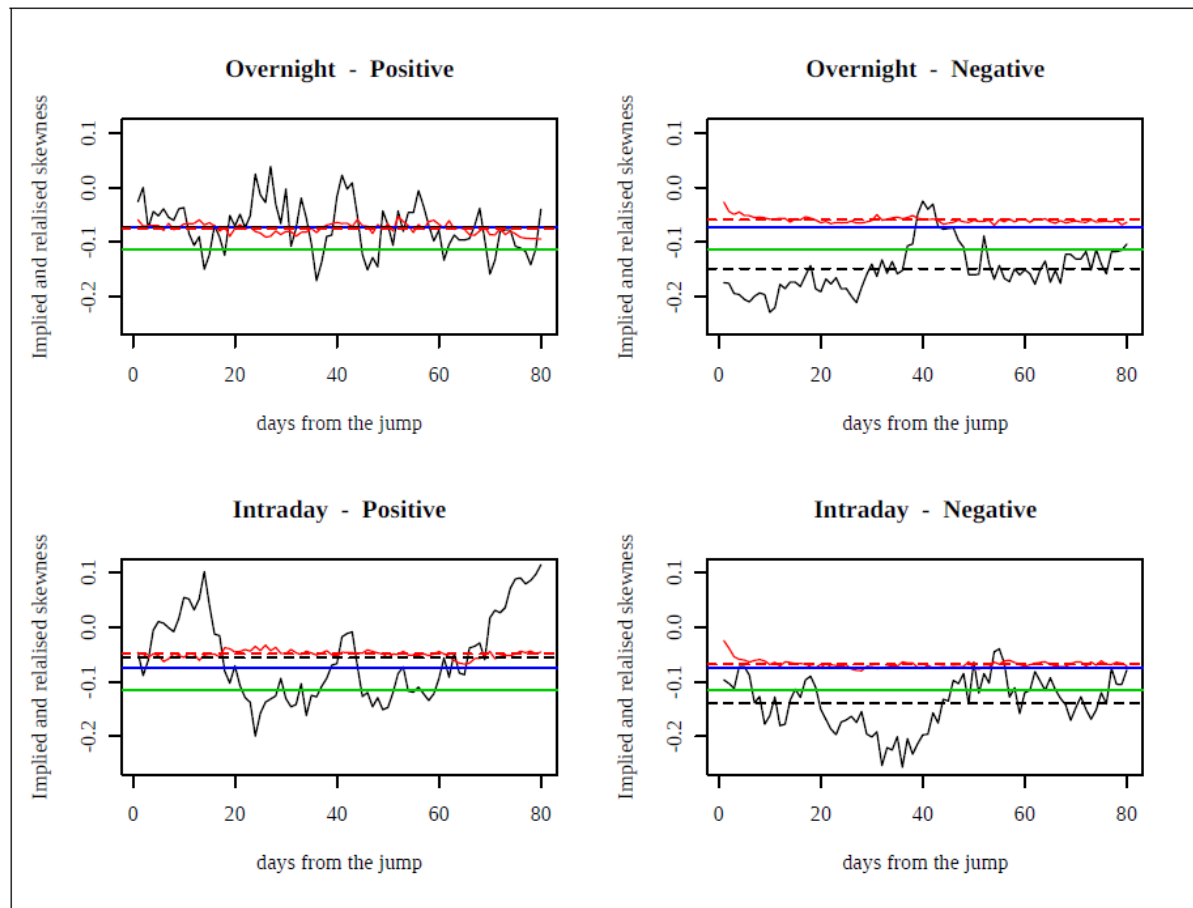 Overnight - Positive
Implied and relalised skewness
0.1
0.0
-0.1
-0.2
0 20 40 60 80
days from the jump
Overnight - Negative
Implied and relalised skewness
0.1
0.0
-0.1
-0.2
0 20 40 60 80
days from the jump
Intraday - Positive
Implied and relalised skewness
0.1
0.0
-0.1
-0.2
0 20 40 60 80
days from the jump
Intraday - Negative
Implied and relalised skewness
0.1
0.0
-0.1
-0.2
0 20 40 60 80
days from the jump